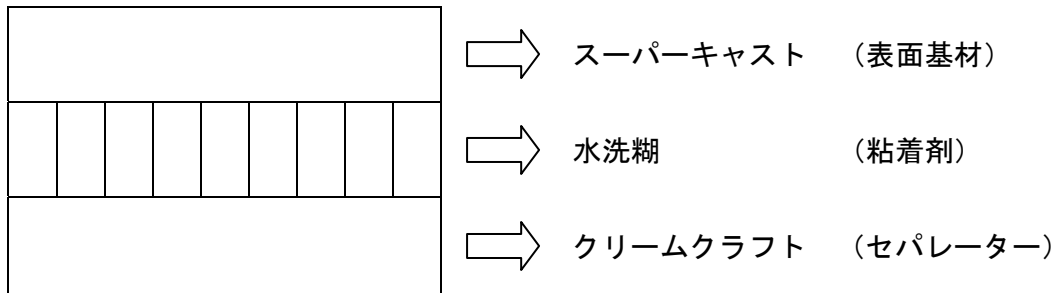 スーパーキャスト （表面基材）
水洗糊 （粘着剤）
クリームクラフト （セパレーター）